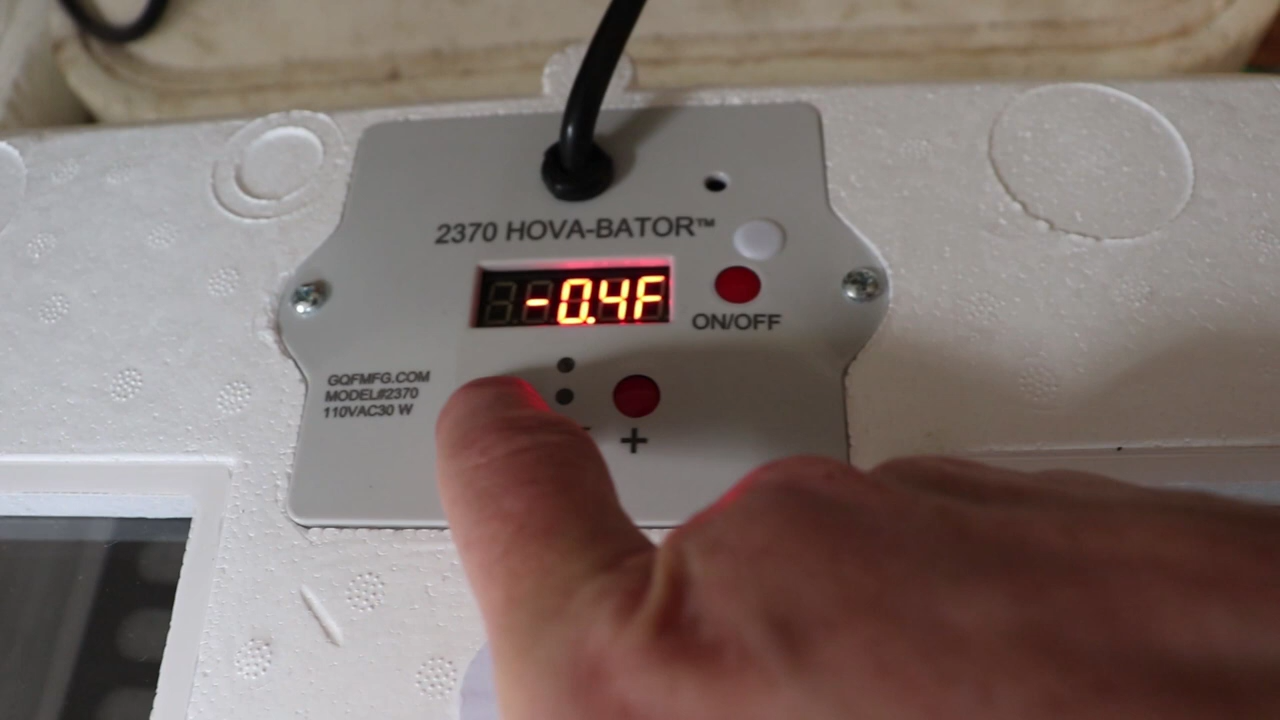 2370 HOVA-BATOR™
-0.4F
ON/OFF
GQFMFG.COM
MODEL#2370
110VAC30 W
+